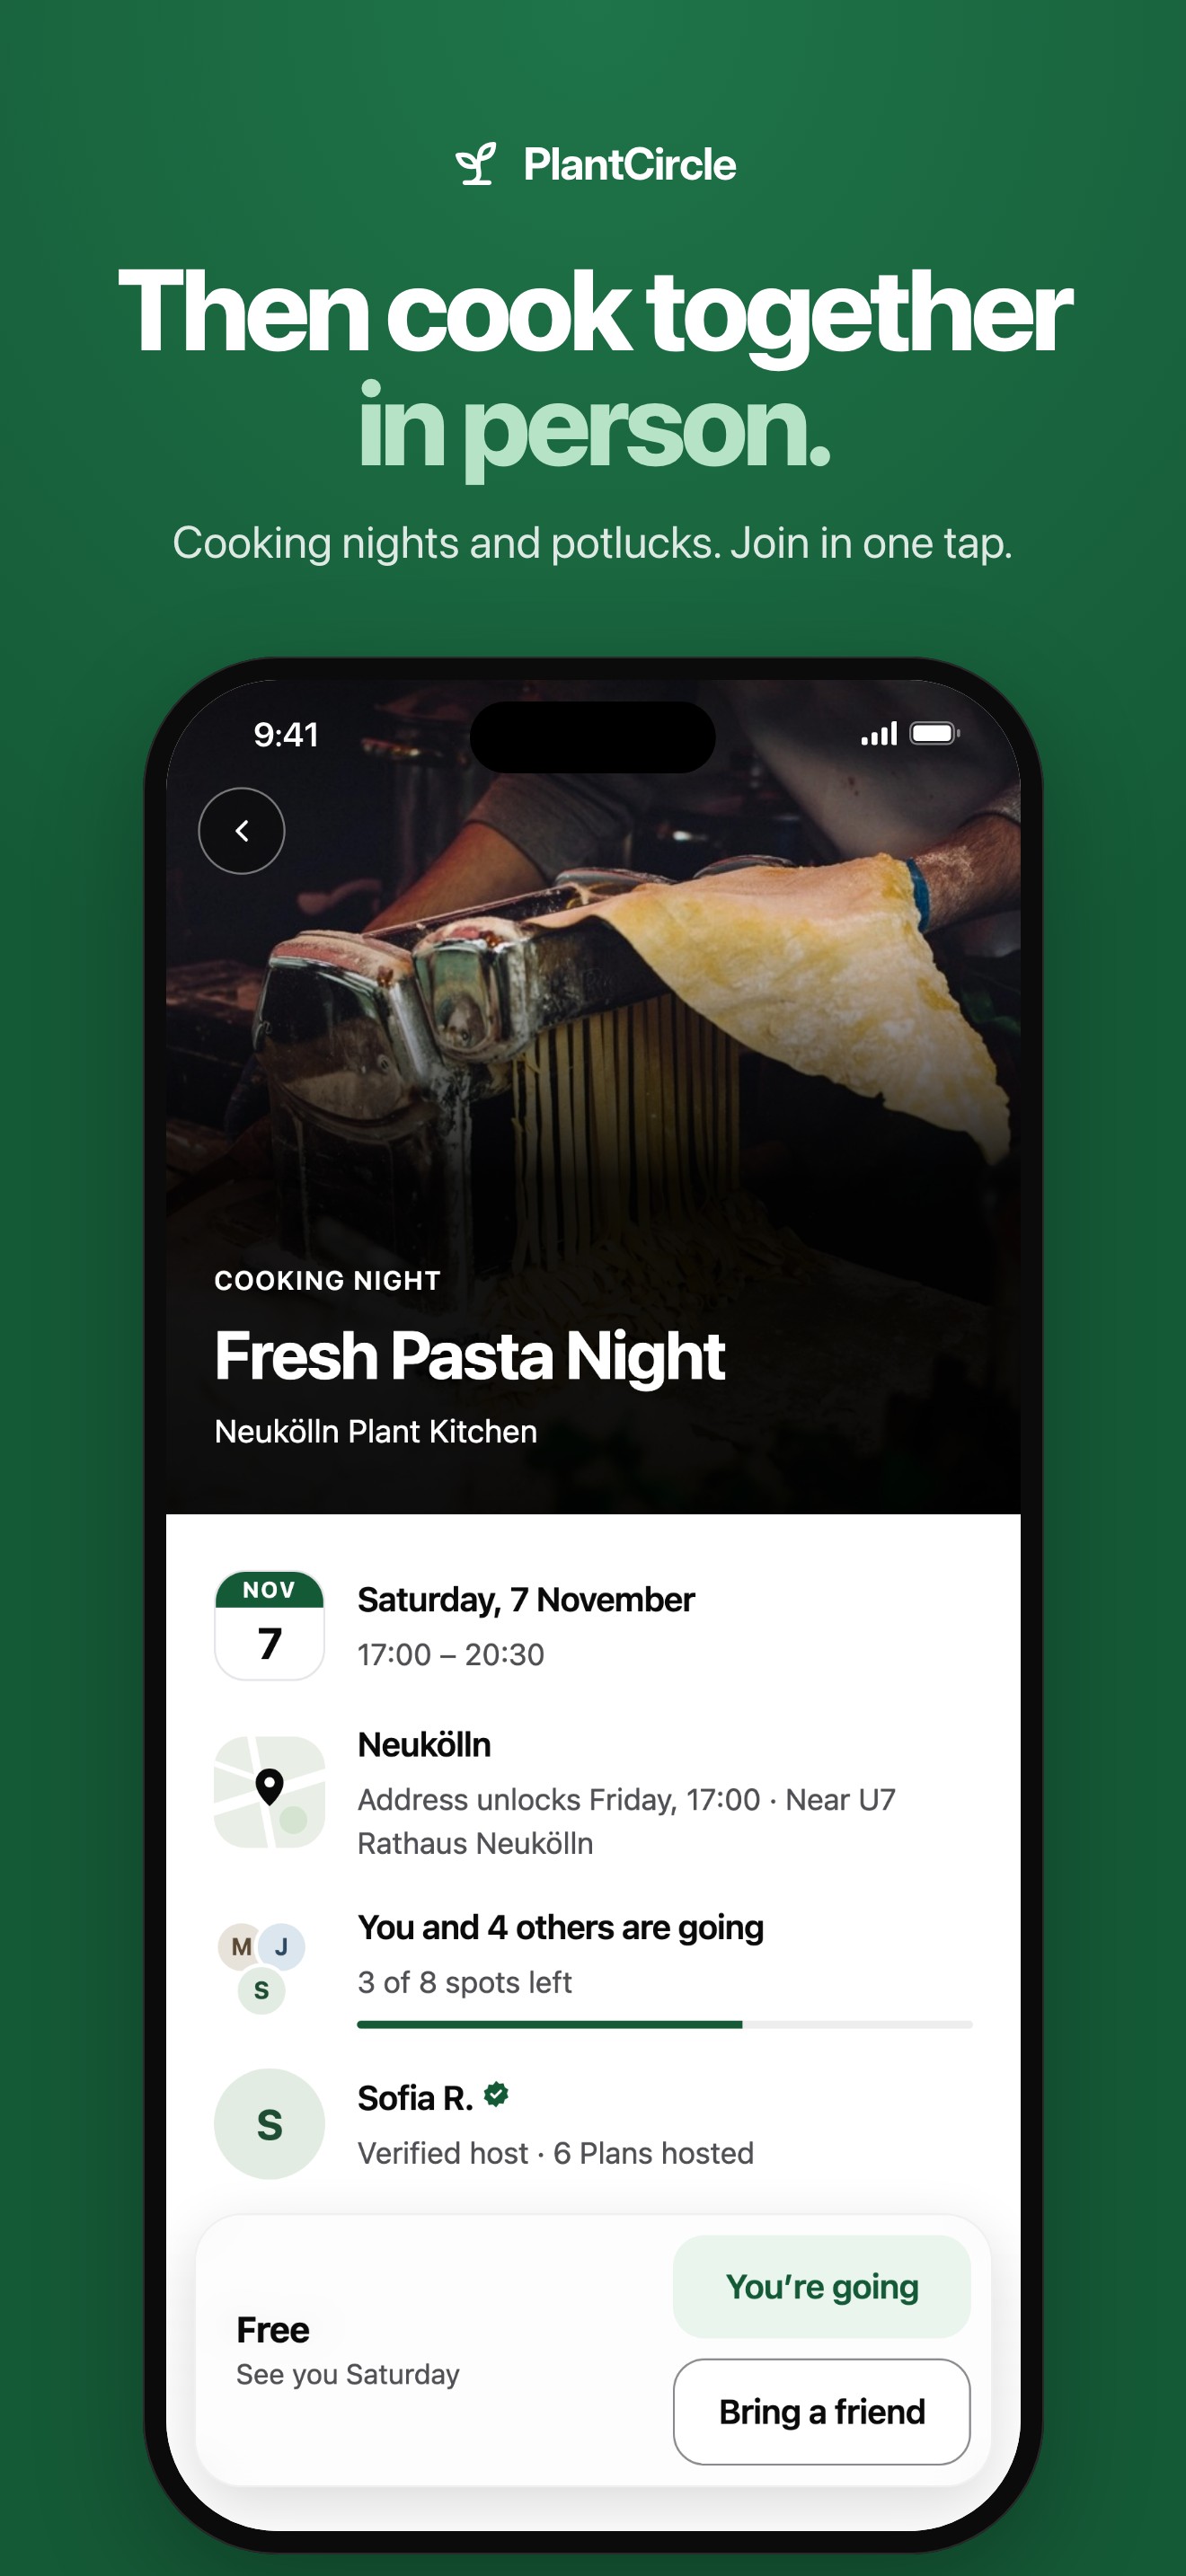 PlantCircle
Then cook together
in person.
Cooking nights and potlucks. Join in one tap.
9:41
COOKING NIGHT
Fresh Pasta Night
Neukölln Plant Kitchen
NOV
7
Saturday, 7 November
17:00 – 20:30
Neukölln
Address unlocks Friday, 17:00 · Near U7
Rathaus Neukölln
M
J
S
You and 4 others are going
3 of 8 spots left
S
Sofia R.
Verified host · 6 Plans hosted
Free
See you Saturday
You’re going
Bring a friend